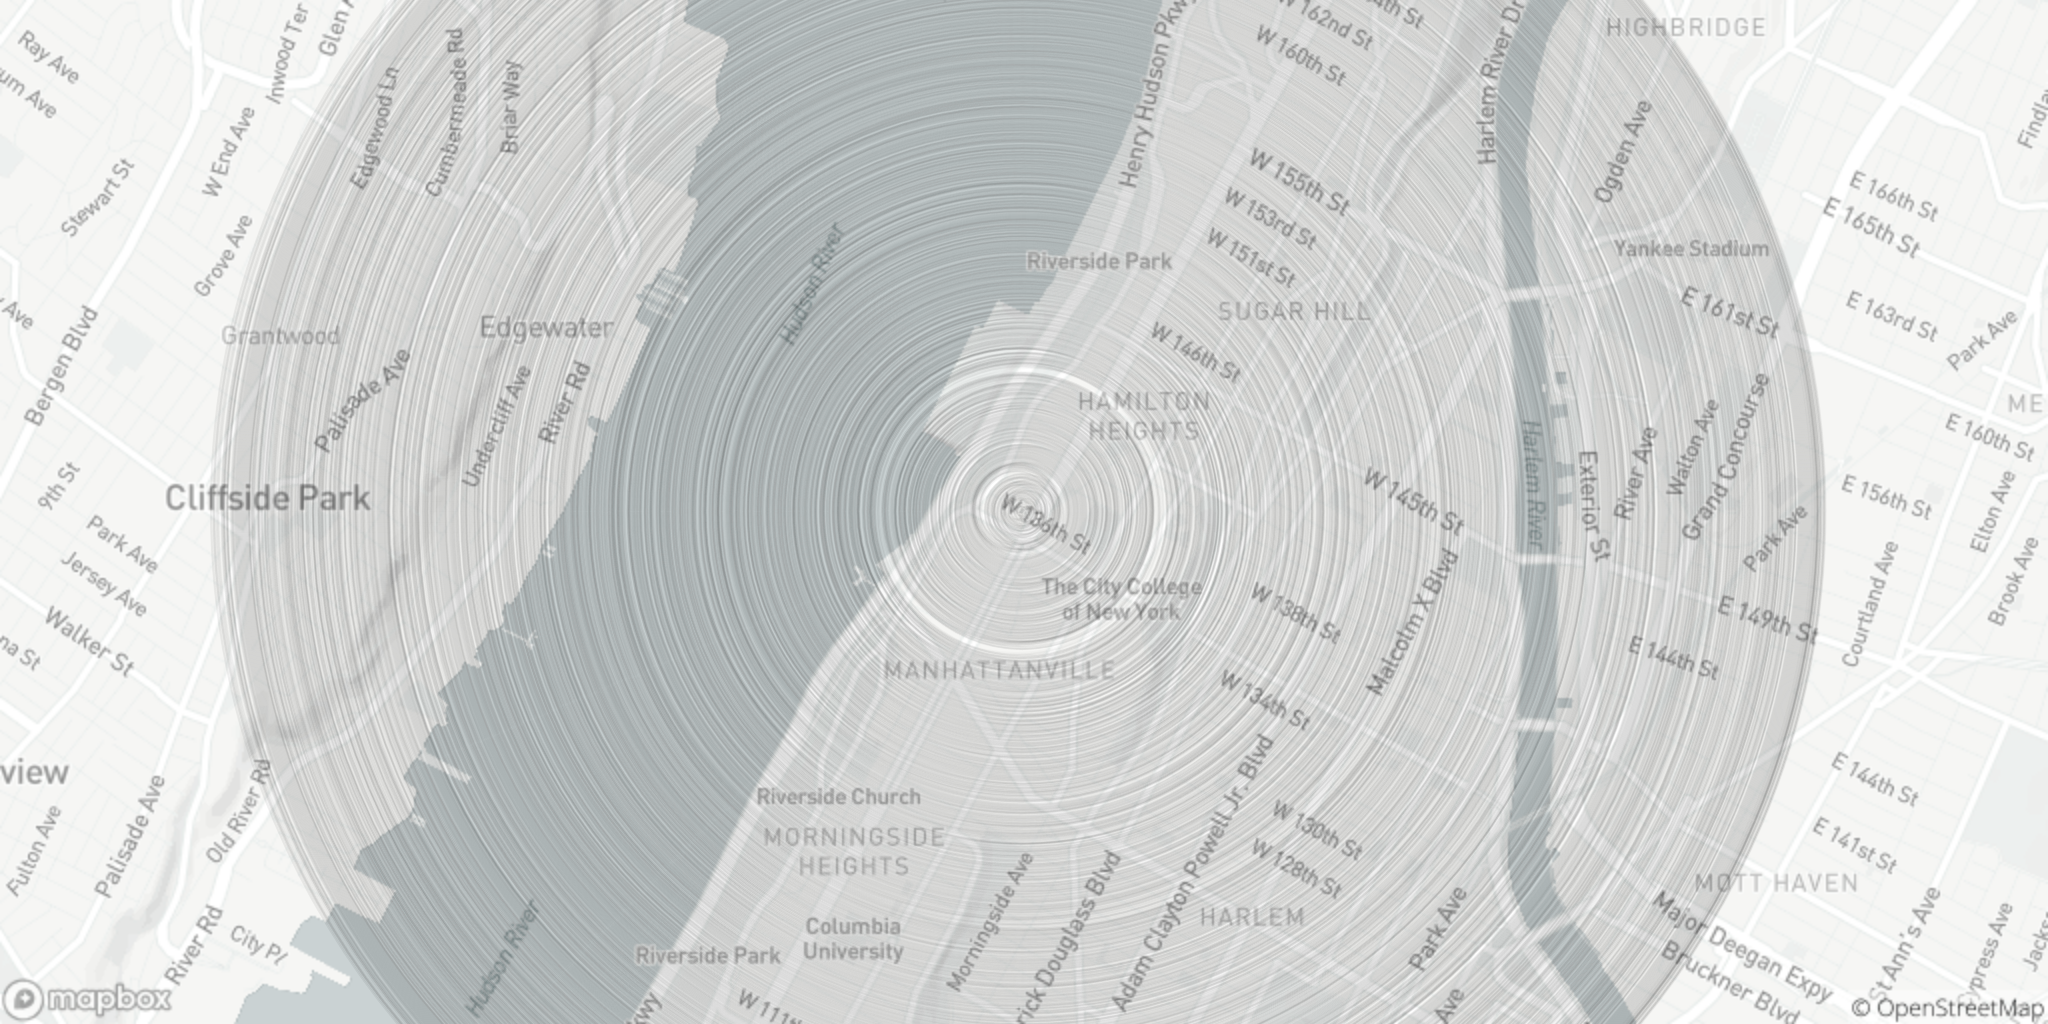 Ray Ave
Inwood Ter
W 162nd St
HIGHBRIDGE
W 160th St
Henry Hudson Pkwy
Harlem River Dr
Edgewood Ln
Cumbermeade Rd
Briar Way
W End Ave
Ogden Ave
Stewart St
W 155th St
E 166th St
E 165th St
W 153rd St
Grove Ave
Hudson River
Riverside Park
W 151st St
Yankee Stadium
SUGAR HILL
E 161st St
E 163rd St
Grantwood
Edgewater
Bergen Blvd
Park Ave
W 146th St
Palisade Ave
Undercliff Ave
River Rd
HAMILTON
HEIGHTS
E 160th St
Harlem River
Exterior St
River Ave
Walton Ave
Grand Concourse
Cliffside Park
9th St
W 136th St
W 145th St
E 156th St
Elton Ave
Park Ave
Park Ave
Jersey Ave
The City College
of New York
W 138th St
Malcolm X Blvd
Courtland Ave
Brook Ave
E 149th St
Walker St
MANHATTANVILLE
E 144th St
W 134th St
view
Fulton Ave
Palisade Ave
Old River Rd
Riverside Church
MORNINGSIDE
HEIGHTS
W 130th St
W 128th St
E 144th St
E 141st St
MOTT HAVEN
Morningside Ave
Adam Clayton Powell Jr. Blvd
HARLEM
Park Ave
Major Deegan Expy
Bruckner Blvd
St Ann's Ave
Columbia
University
Riverside Park
City Pl
River Rd
Hudson River
mapbox
© OpenStreetMap